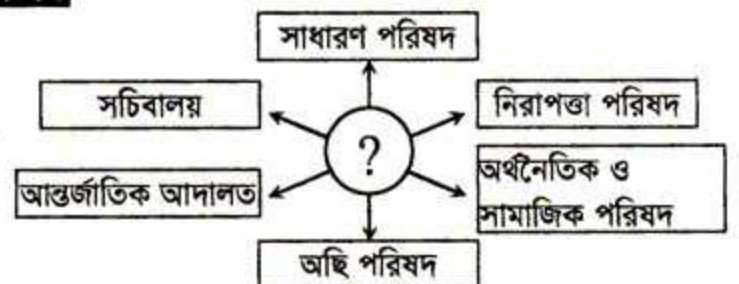 সাধারণ পরিষদ
সচিবালয়
নিরাপত্তা পরিষদ
?
আন্তর্জাতিক আদালত
অর্থনৈতিক ও
সামাজিক পরিষদ
অছি পরিষদ